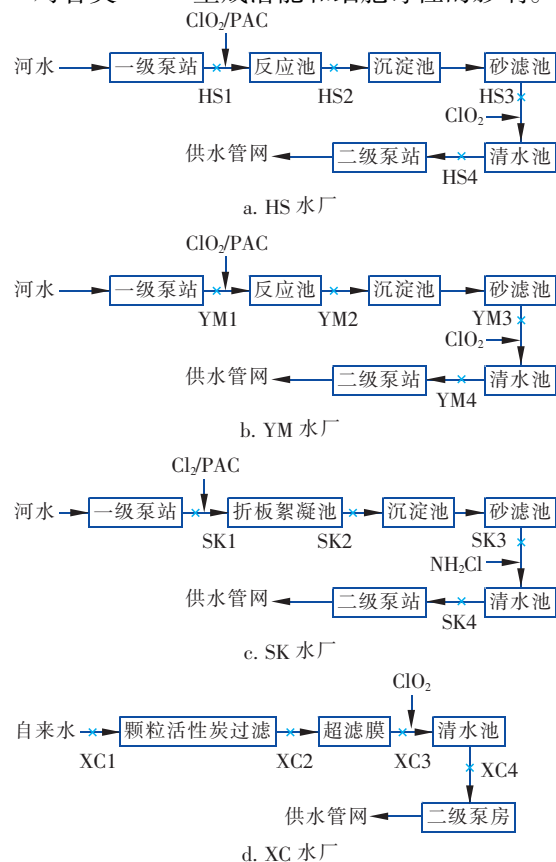 ClO₂/PAC
河水 一级泵站 反应池 沉淀池 砂滤池
HS1 HS2 HS3
ClO₂
供水管网 二级泵站 清水池
HS4
a. HS 水厂
ClO₂/PAC
河水 一级泵站 反应池 沉淀池 砂滤池
YM1 YM2 YM3
ClO₂
供水管网 二级泵站 清水池
YM4
b. YM 水厂
Cl₂/PAC
河水 一级泵站 折板絮凝池 沉淀池 砂滤池
SK1 SK2 SK3
NH₂Cl
供水管网 二级泵站 清水池
SK4
c. SK 水厂
ClO₂
自来水 颗粒活性炭过滤 超滤膜 清水池
XC1 XC2 XC3 XC4
供水管网 二级泵房
d. XC 水厂